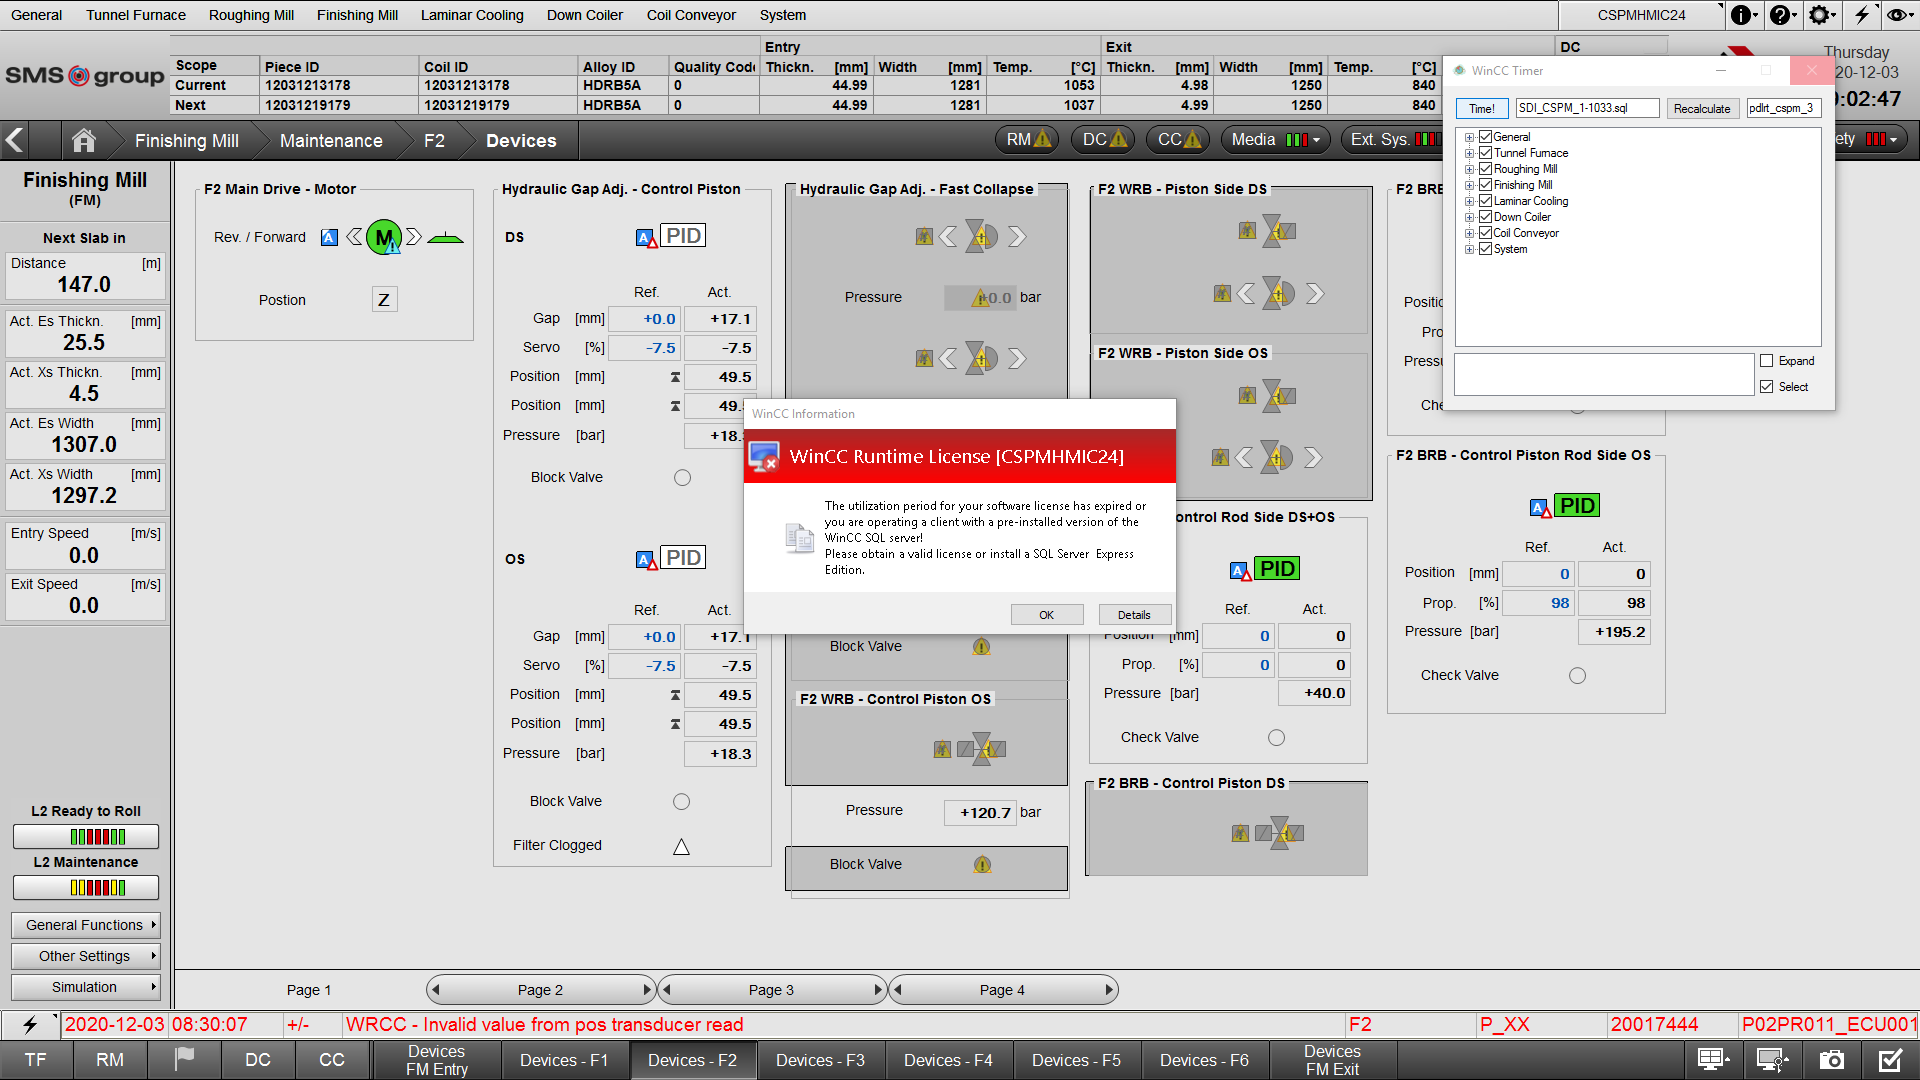 General Tunnel Furnace Roughing Mill Finishing Mill Laminar Cooling Down Coiler Coil Conveyor System CSPMHMIC24
SMS group
Entry Exit DC
Scope Piece ID Coil ID Alloy ID Quality Code Thickn. [mm] Width [mm] Temp. [°C] Thickn. [mm] Width [mm] Temp. [°C]
Current 12031213178 12031213178 HDRB5A 0 44.99 1281 1053 4.98 1250 840
Next 12031219179 12031219179 HDRB5A 0 44.99 1281 1037 4.99 1250 840
Thursday
20-12-03
0:02:47
Finishing Mill Maintenance F2 Devices
RM DC CC Media Ext. Sys. ety
WinCC Timer
Time! SDI_CSPM_1-1033.sql Recalculate pdlrt_cspm_3
General
Tunnel Furnace
Roughing Mill
Finishing Mill
Laminar Cooling
Down Coiler
Coil Conveyor
System
Expand
Select
Finishing Mill
(FM)
Next Slab in
Distance [m]
147.0
Act. Es Thickn. [mm]
25.5
Act. Xs Thickn. [mm]
4.5
Act. Es Width [mm]
1307.0
Act. Xs Width [mm]
1297.2
Entry Speed [m/s]
0.0
Exit Speed [m/s]
0.0
L2 Ready to Roll
L2 Maintenance
General Functions
Other Settings
Simulation
F2 Main Drive - Motor
Rev. / Forward A M
Postion Z
Hydraulic Gap Adj. - Control Piston
DS A PID
Ref. Act.
Gap [mm] +0.0 +17.1
Servo [%] -7.5 -7.5
Position [mm] 49.5
Position [mm] 49.
Pressure [bar] +18.
Block Valve
OS A PID
Ref. Act.
Gap [mm] +0.0 +17.1
Servo [%] -7.5 -7.5
Position [mm] 49.5
Position [mm] 49.5
Pressure [bar] +18.3
Block Valve
Filter Clogged
Hydraulic Gap Adj. - Fast Collapse
Pressure +0.0 bar
Block Valve
F2 WRB - Control Piston OS
Pressure +120.7 bar
Block Valve
WinCC Information
WinCC Runtime License [CSPMHMIC24]
The utilization period for your software license has expired or
you are operating a client with a pre-installed version of the
WinCC SQL server!
Please obtain a valid license or install a SQL Server Express
Edition.
OK Details
F2 WRB - Piston Side DS
F2 WRB - Piston Side OS
ontrol Rod Side DS+OS
A PID
Ref. Act.
Position [mm] 0 0
Prop. [%] 0 0
Pressure [bar] +40.0
Check Valve
F2 BRB - Control Piston DS
F2 BRB
Positio
Pro
Pressu
Che
F2 BRB - Control Piston Rod Side OS
A PID
Ref. Act.
Position [mm] 0 0
Prop. [%] 98 98
Pressure [bar] +195.2
Check Valve
Page 1 Page 2 Page 3 Page 4
2020-12-03 08:30:07 +/- WRCC - Invalid value from pos transducer read F2 P_XX 20017444 P02PR011_ECU001
TF RM DC CC Devices FM Entry Devices - F1 Devices - F2 Devices - F3 Devices - F4 Devices - F5 Devices - F6 Devices FM Exit